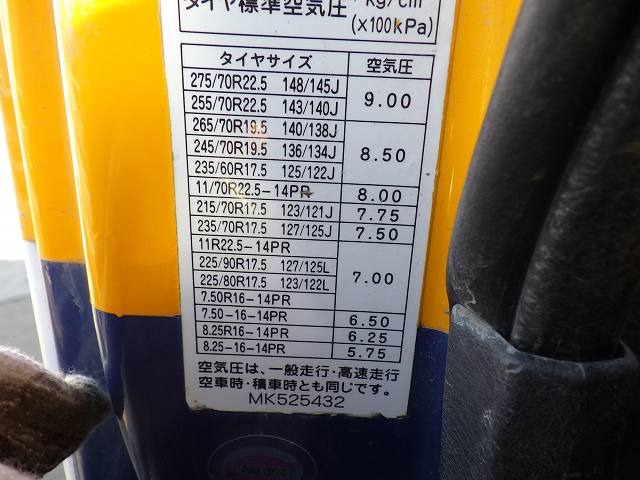 タイヤ標準空気圧 kg/cm
(×100kPa)
タイヤサイズ 空気圧
275/70R22.5 148/145J
255/70R22.5 143/140J
9.00
265/70R19.5 140/138J
245/70R19.5 136/134J
235/60R17.5 125/122J
8.50
11/70R22.5-14PR 8.00
215/70R17.5 123/121J 7.75
235/70R17.5 127/125J 7.50
11R22.5-14PR
225/90R17.5 127/125L
225/80R17.5 123/122L
7.50R16-14PR
7.00
7.50-16-14PR 6.50
8.25R16-14PR 6.25
8.25-16-14PR 5.75
空気圧は、一般走行・高速走行
空車時・積車時とも同じです。
MK525432